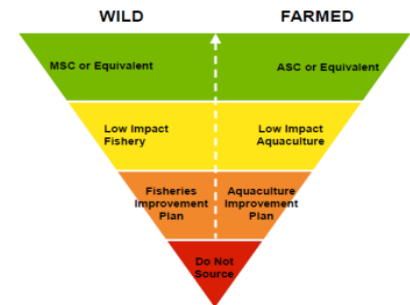 WILD FARMED
MSC or Equivalent ASC or Equivalent
Low Impact
Fishery
Low Impact
Aquaculture
Fisheries
Improvement
Plan
Aquaculture
Improvement
Plan
Do Not
Source